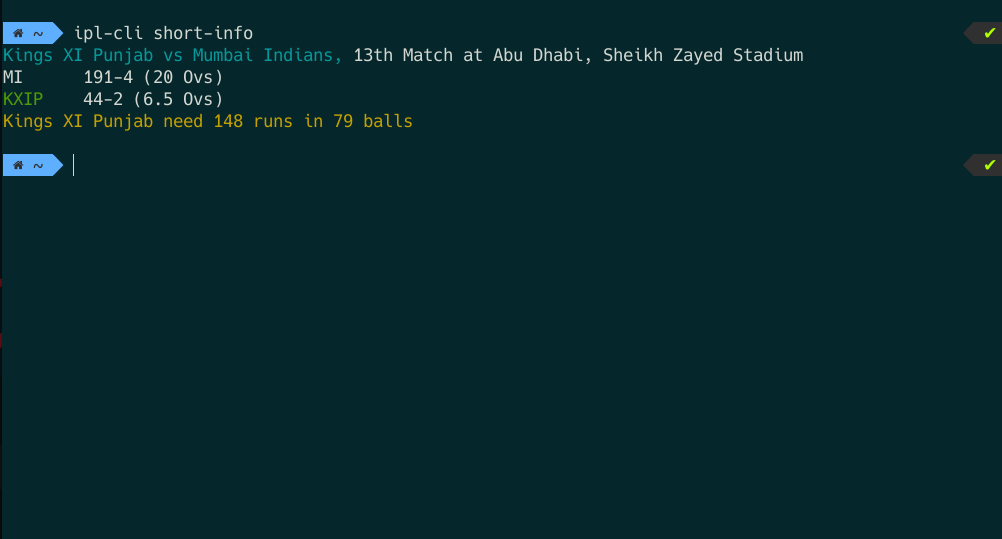 ~ ipl-cli short-info ✔
Kings XI Punjab vs Mumbai Indians, 13th Match at Abu Dhabi, Sheikh Zayed Stadium
MI 191-4 (20 Ovs)
KXIP 44-2 (6.5 Ovs)
Kings XI Punjab need 148 runs in 79 balls
~ ✔